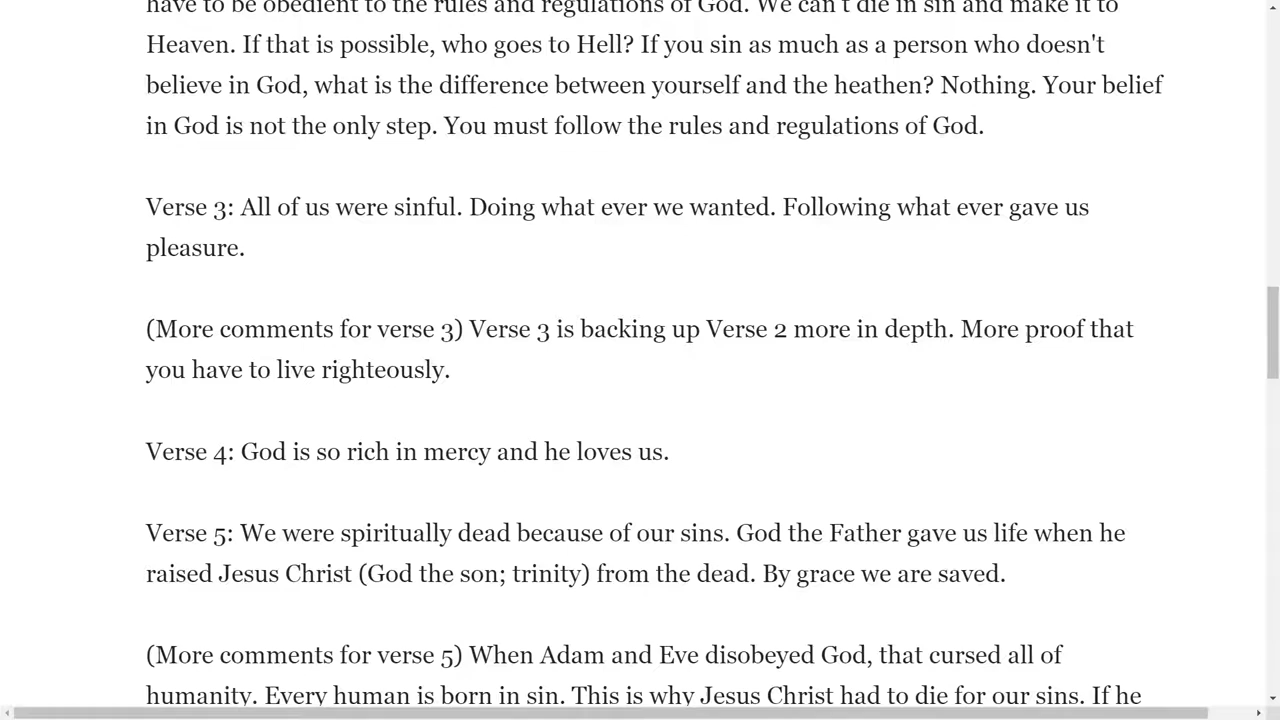 have to be obedient to the rules and regulations of God. We can't die in sin and make it to
Heaven. If that is possible, who goes to Hell? If you sin as much as a person who doesn't
believe in God, what is the difference between yourself and the heathen? Nothing. Your belief
in God is not the only step. You must follow the rules and regulations of God.
Verse 3: All of us were sinful. Doing what ever we wanted. Following what ever gave us
pleasure.
(More comments for verse 3) Verse 3 is backing up Verse 2 more in depth. More proof that
you have to live righteously.
Verse 4: God is so rich in mercy and he loves us.
Verse 5: We were spiritually dead because of our sins. God the Father gave us life when he
raised Jesus Christ (God the son; trinity) from the dead. By grace we are saved.
(More comments for verse 5) When Adam and Eve disobeyed God, that cursed all of
humanity. Every human is born in sin. This is why Jesus Christ had to die for our sins. If he